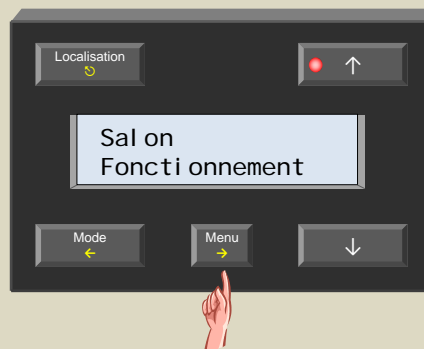 Localisation
↑
Salon
Fonctionnement
Mode
←
Menu
→
↓